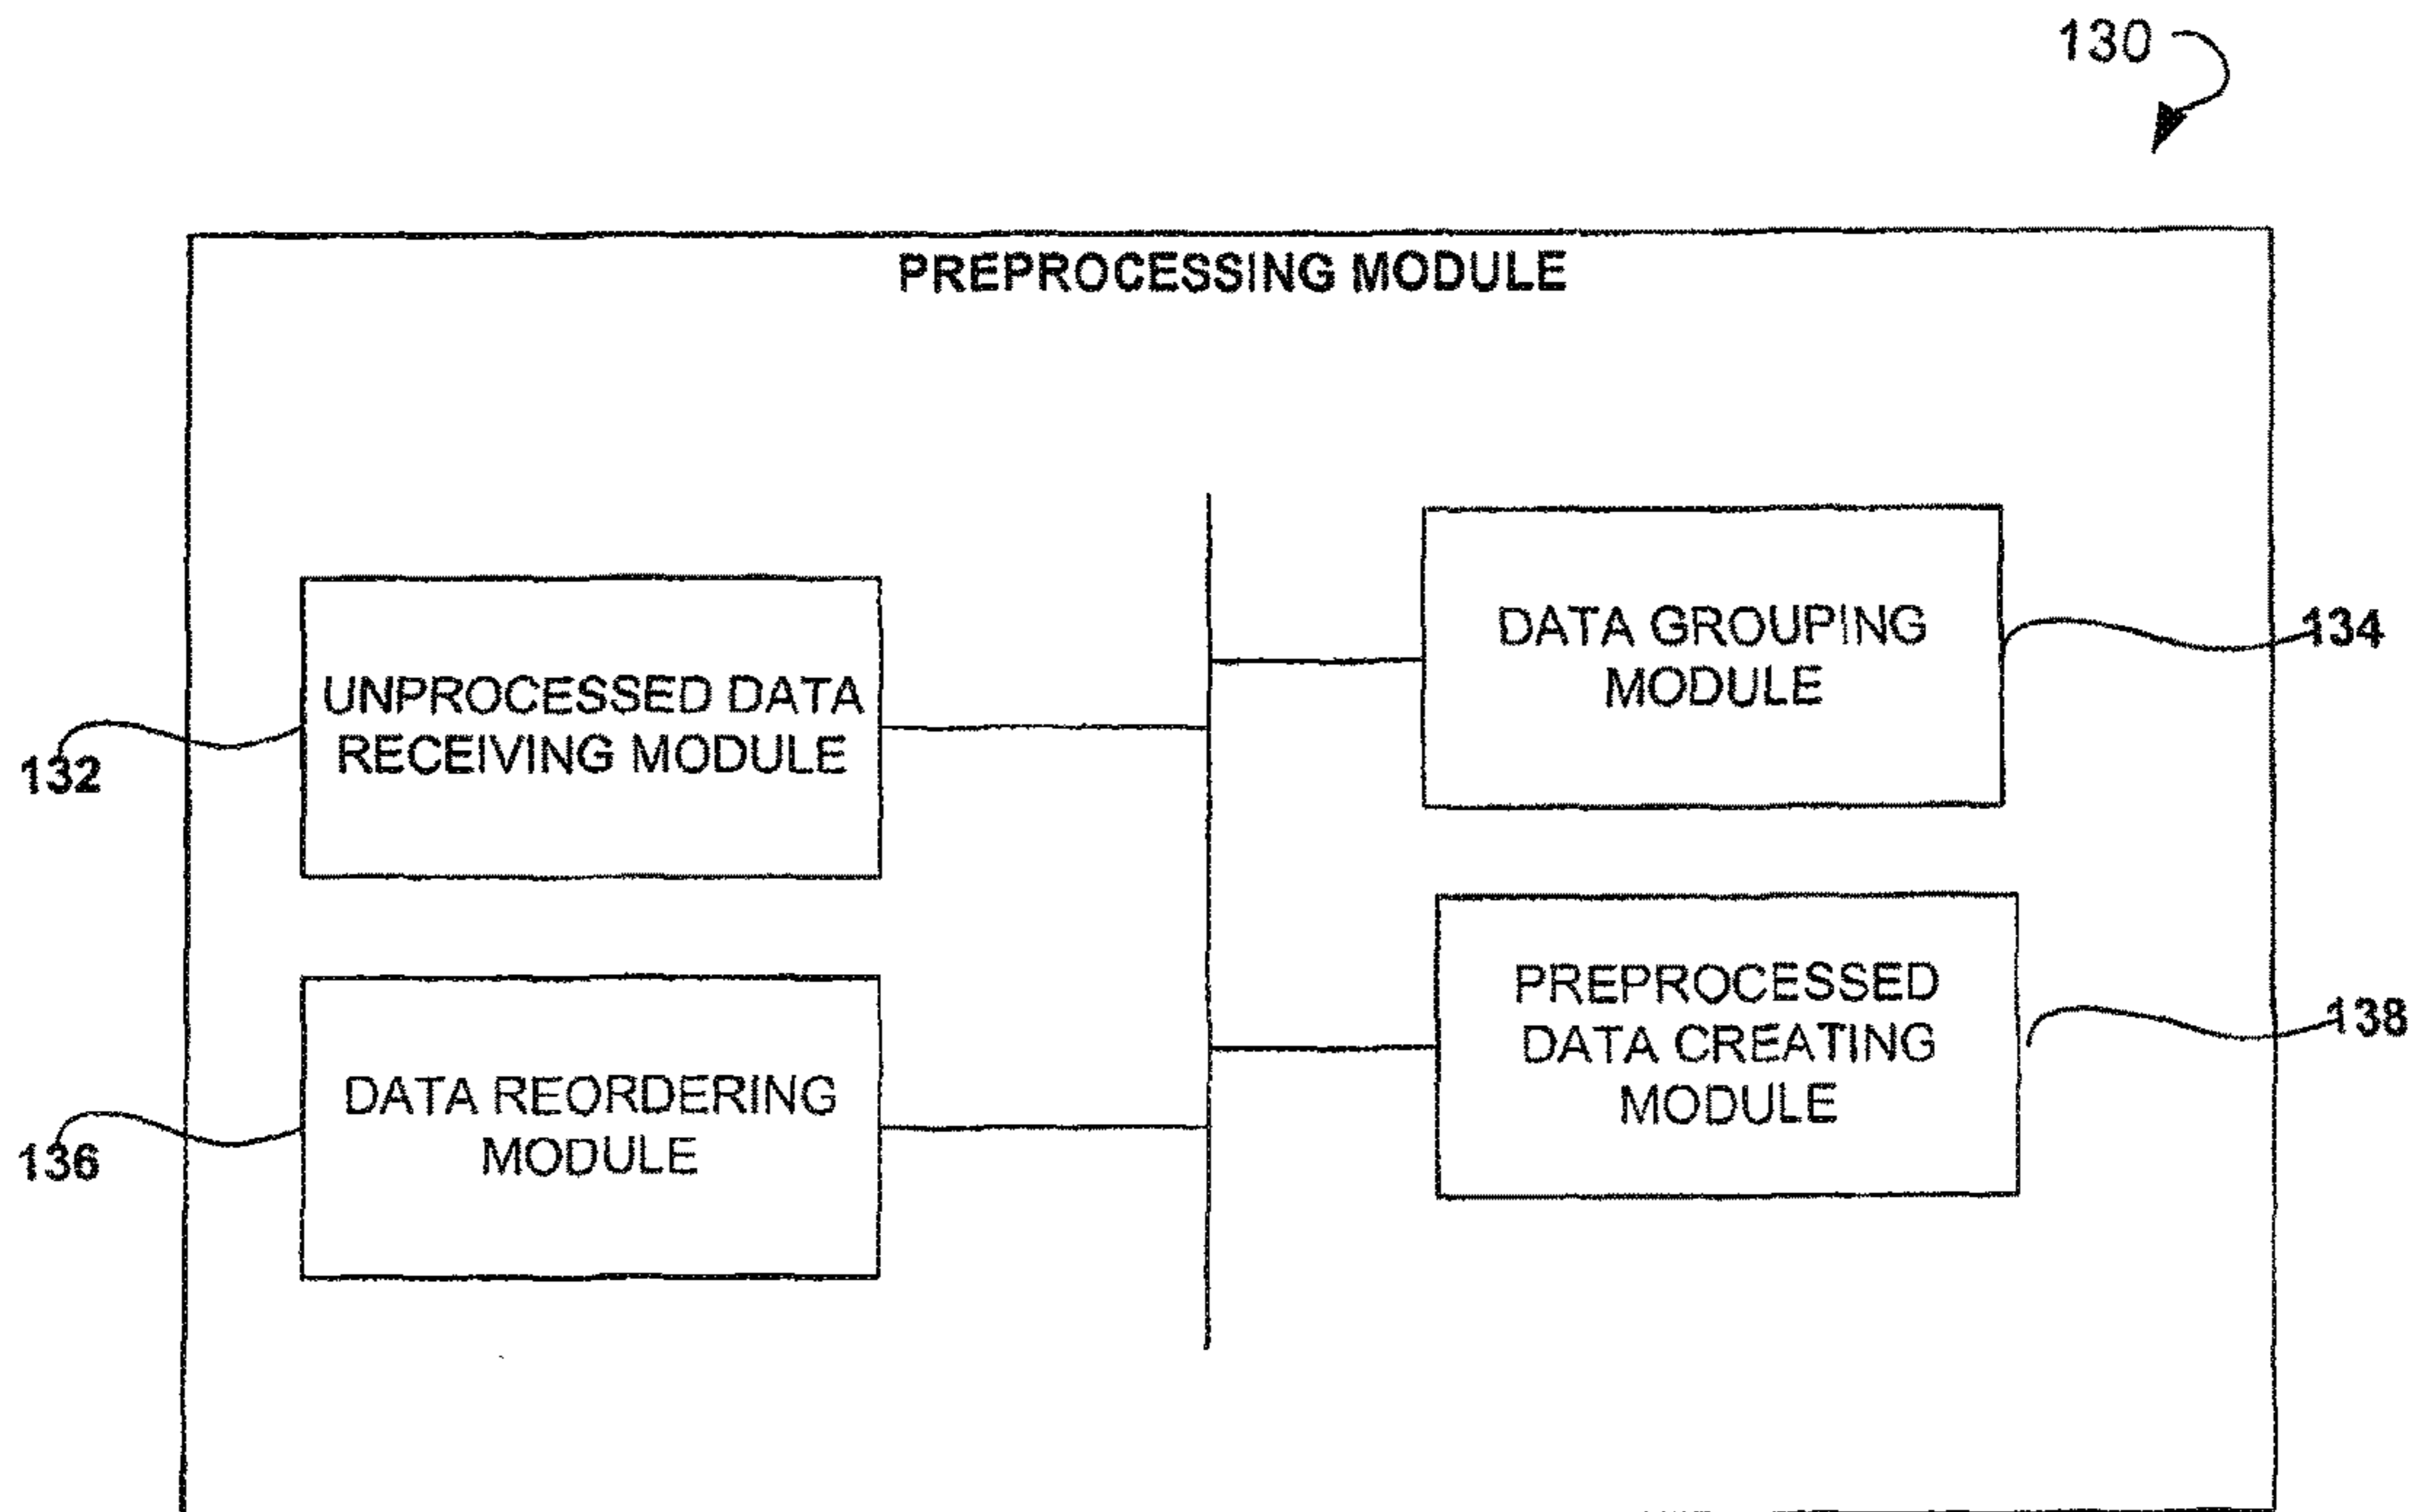 130
PREPROCESSING MODULE
UNPROCESSED DATA
RECEIVING MODULE
132
DATA GROUPING
MODULE
134
DATA REORDERING
MODULE
136
PREPROCESSED
DATA CREATING
MODULE
138